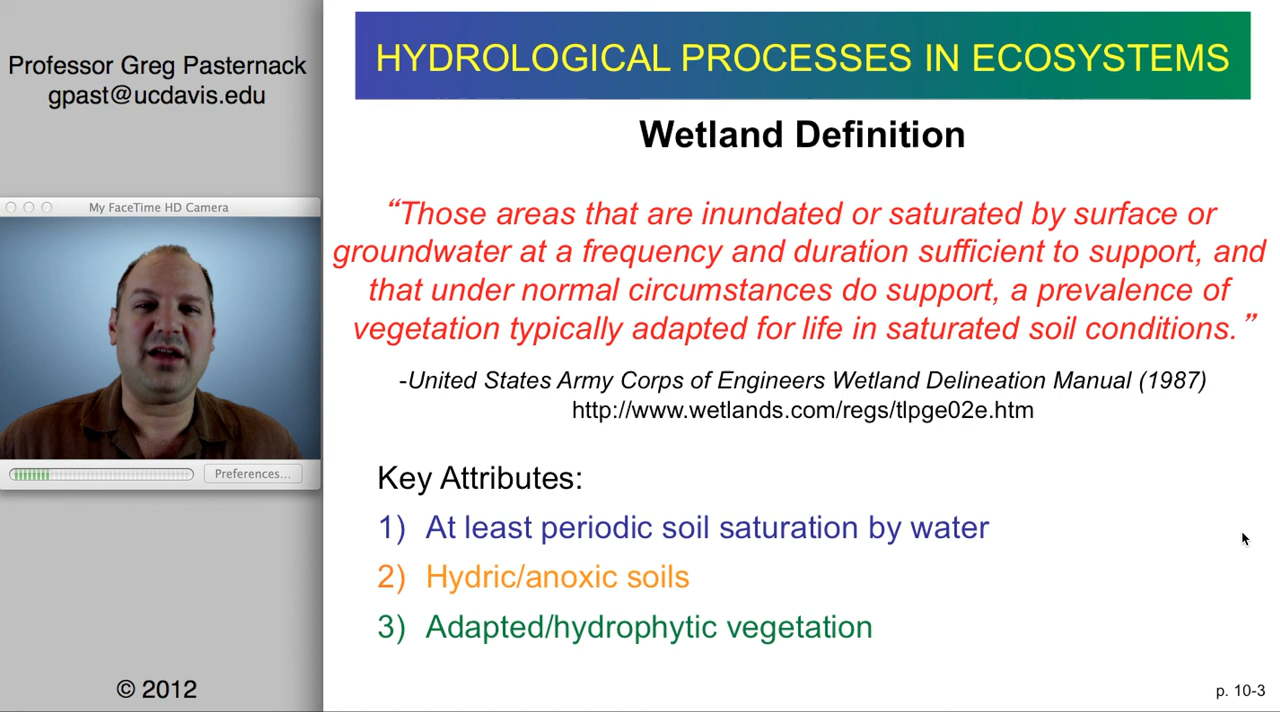 Professor Greg Pasternack
gpast@ucdavis.edu
My FaceTime HD Camera
Preferences...
© 2012
HYDROLOGICAL PROCESSES IN ECOSYSTEMS
Wetland Definition
“Those areas that are inundated or saturated by surface or
groundwater at a frequency and duration sufficient to support, and
that under normal circumstances do support, a prevalence of
vegetation typically adapted for life in saturated soil conditions.”
-United States Army Corps of Engineers Wetland Delineation Manual (1987)
http://www.wetlands.com/regs/tlpge02e.htm
Key Attributes:
1) At least periodic soil saturation by water
2) Hydric/anoxic soils
3) Adapted/hydrophytic vegetation
p. 10-3